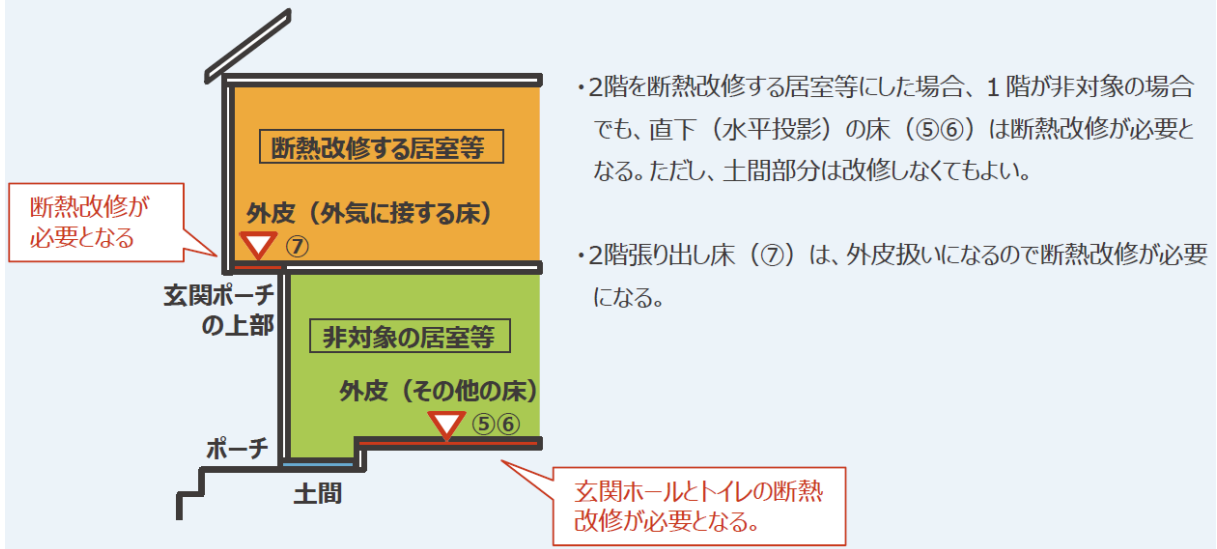 断熱改修する居室等
外皮（外気に接する床）
⑦
断熱改修が
必要となる
玄関ポーチ
の上部
非対象の居室等
外皮（その他の床）
⑤⑥
ポーチ
土間
玄関ホールとトイレの断熱
改修が必要となる。
・2階を断熱改修する居室等にした場合、１階が非対象の場合
でも、直下（水平投影）の床（⑤⑥）は断熱改修が必要と
なる。ただし、土間部分は改修しなくてもよい。
・2階張り出し床（⑦）は、外皮扱いになるので断熱改修が必要
になる。